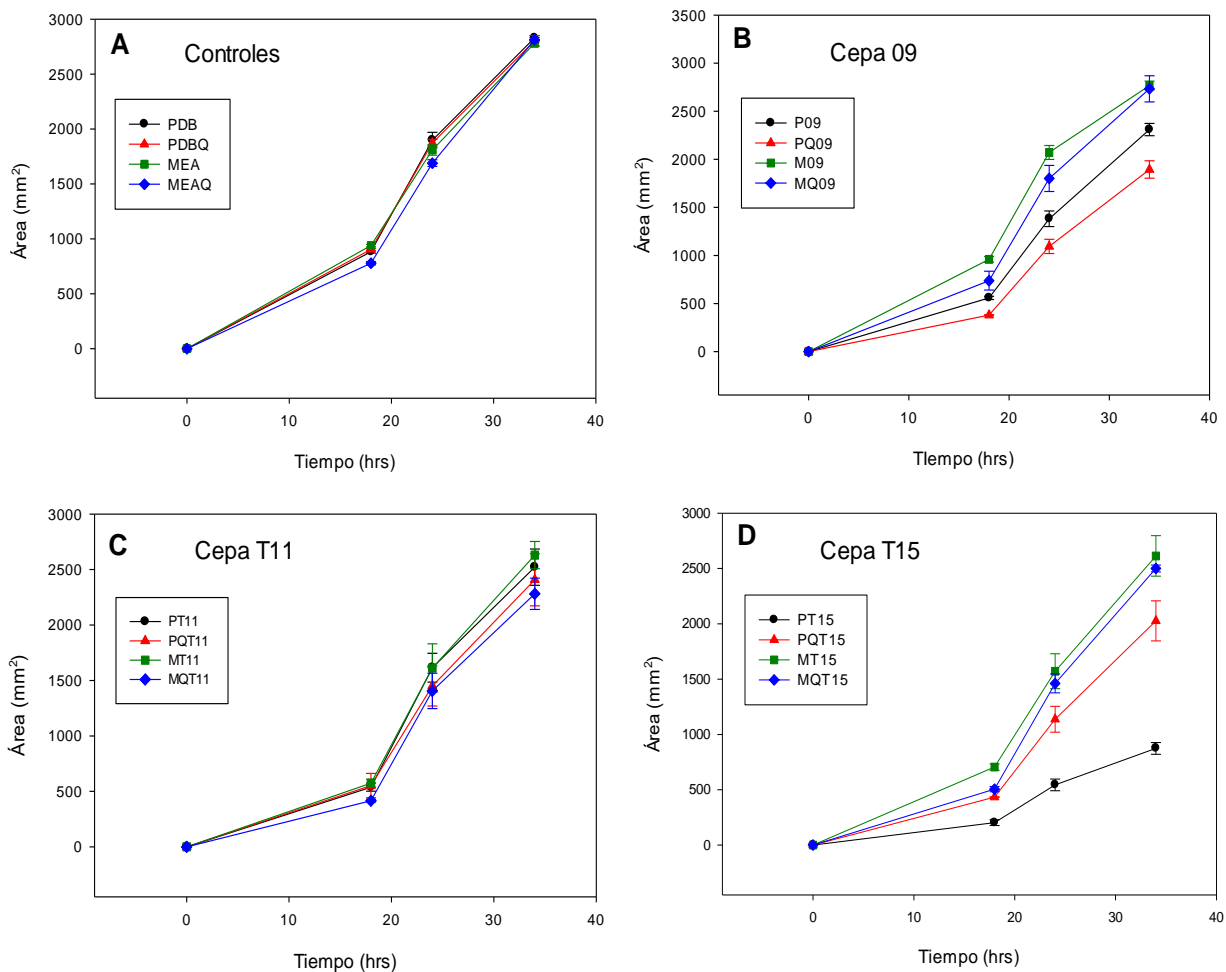 A
Controles
PDB
PDBQ
MEA
MEAQ
3000
2500
2000
1500
1000
500
0
Área (mm²)
0 10 20 30 40
Tiempo (hrs)
B
Cepa 09
P09
PQ09
M09
MQ09
3500
3000
2500
2000
1500
1000
500
0
Área (mm²)
0 10 20 30 40
TIempo (hrs)
C
Cepa T11
PT11
PQT11
MT11
MQT11
3000
2500
2000
1500
1000
500
0
Área (mm²)
0 10 20 30 40
Tiempo (hrs)
D
Cepa T15
PT15
PQT15
MT15
MQT15
3000
2500
2000
1500
1000
500
0
Área (mm²)
0 10 20 30 40
Tiempo (hrs)